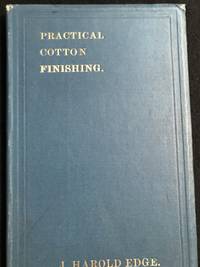 PRACTICAL
COTTON
FINISHING.
J. HAROLD EDGE.